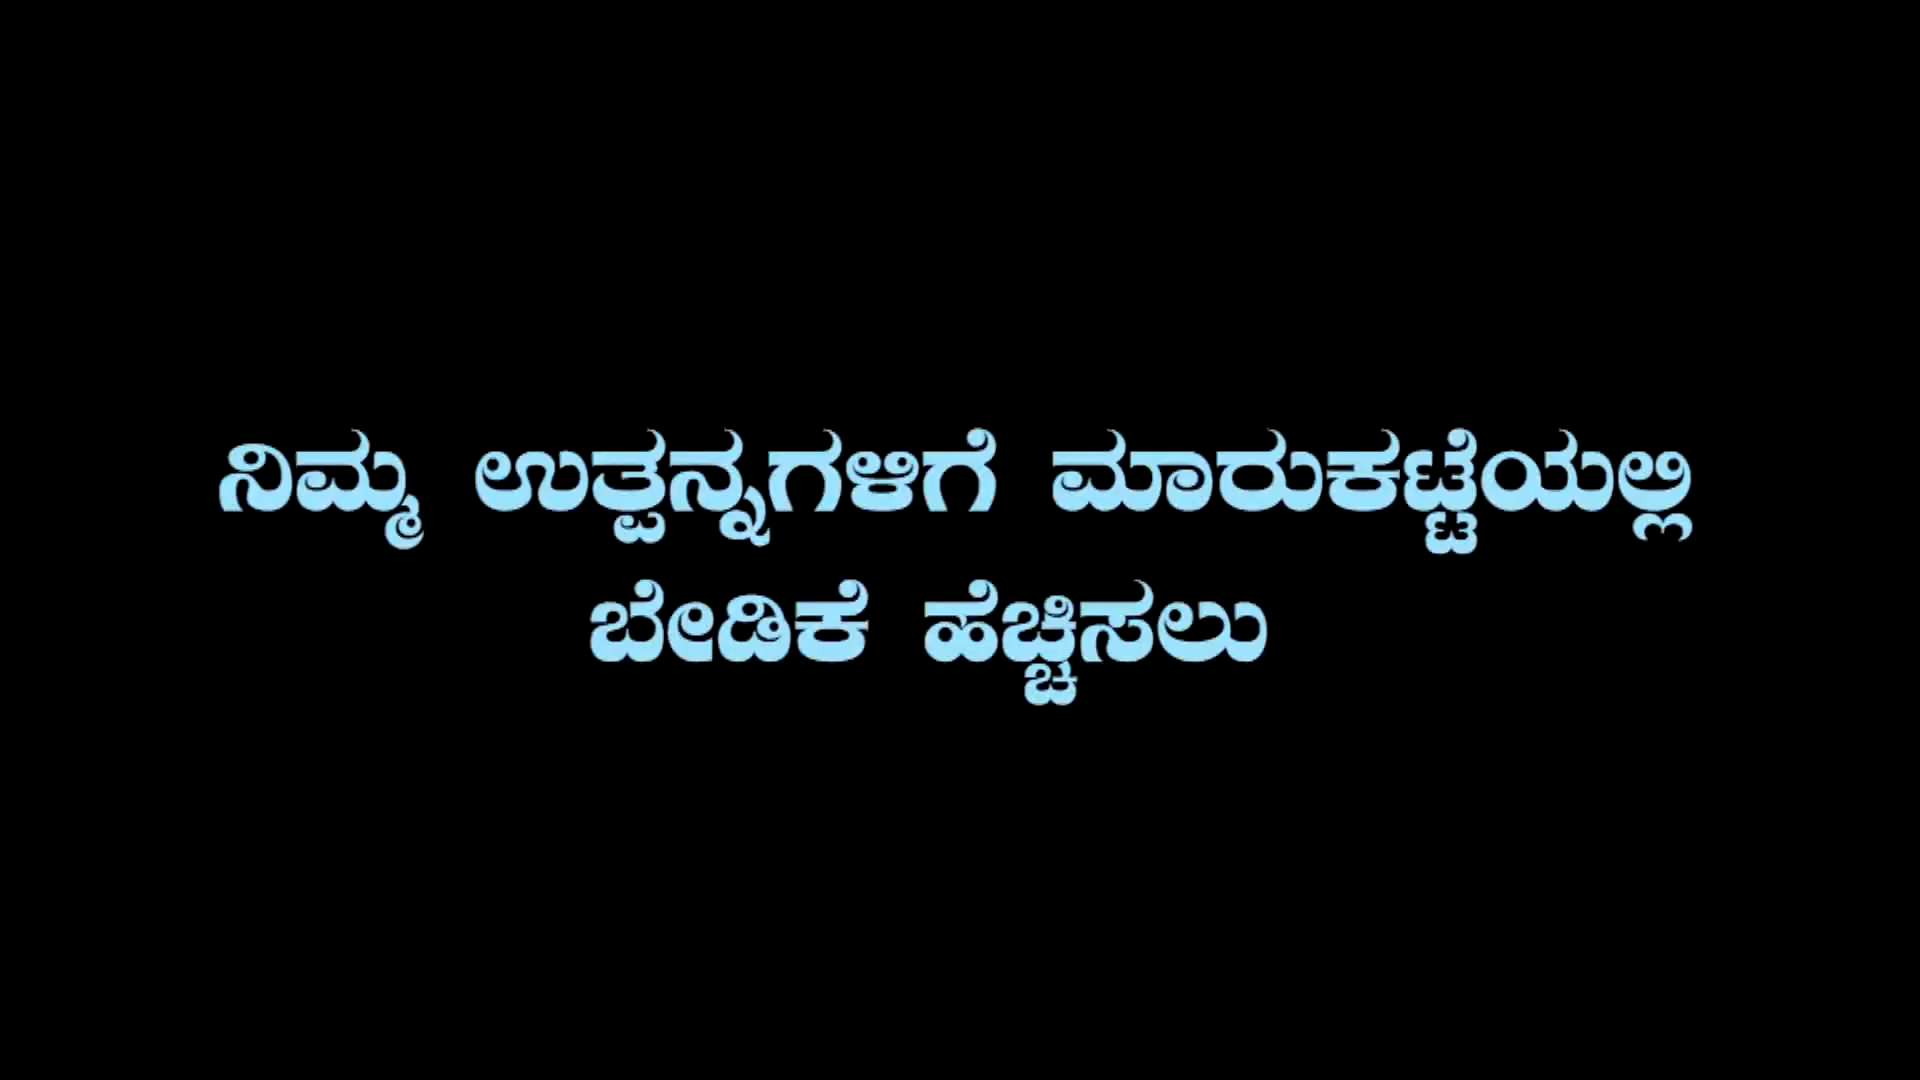 ನಿಮ್ಮ ಉತ್ಪನ್ನಗಳಿಗೆ ಮಾರುಕಟ್ಟೆಯಲ್ಲಿ
ಬೇಡಿಕೆ ಹೆಚ್ಚಿಸಲು